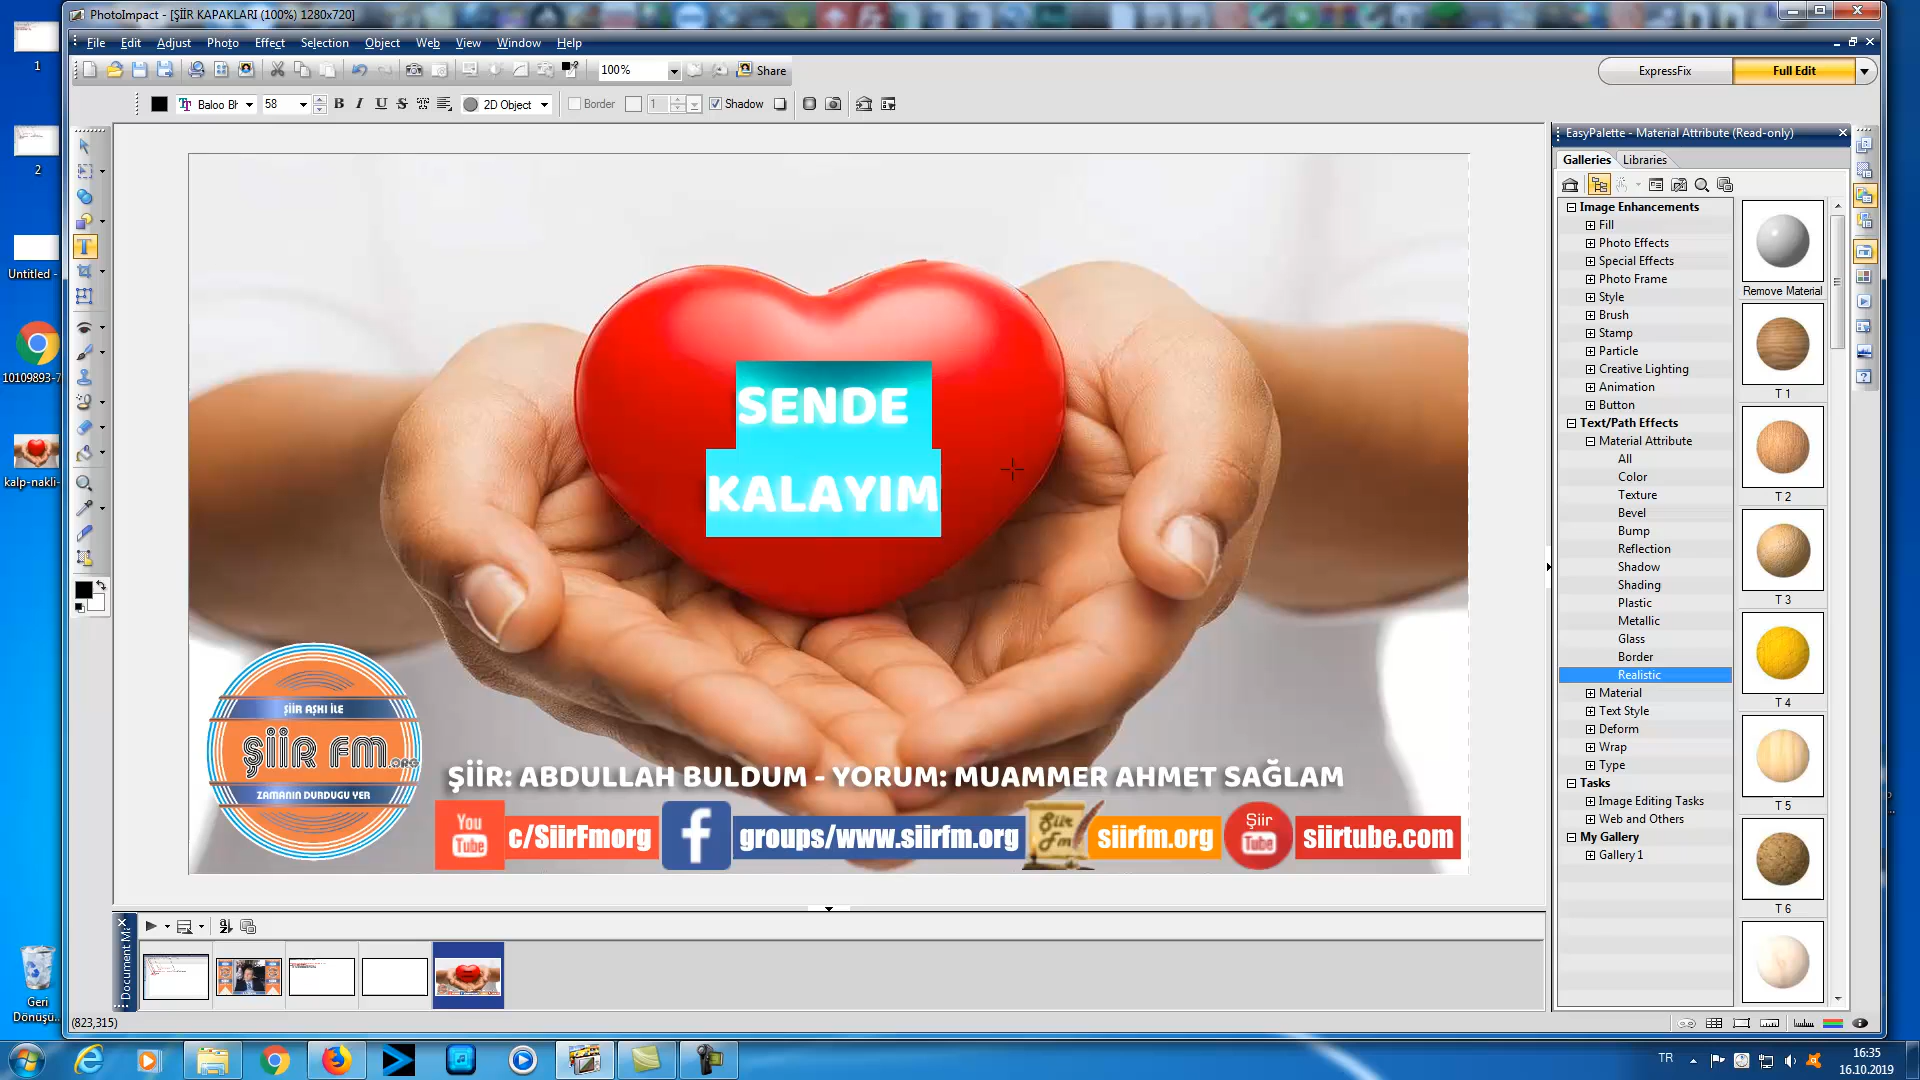 PhotoImpact - [ŞİİR KAPAKLARI (100%) 1280x720]
File Edit Adjust Photo Effect Selection Object Web View Window Help
100% Share
ExpressFix Full Edit
Baloo Bh 58 B I U S 2D Object Border 1 Shadow
EasyPalette - Material Attribute (Read-only)
Galleries Libraries
Image Enhancements
Fill
Photo Effects
Special Effects
Photo Frame
Style
Brush
Stamp
Particle
Creative Lighting
Animation
Button
Text/Path Effects
Material Attribute
All
Color
Texture
Bevel
Bump
Reflection
Shadow
Shading
Plastic
Metallic
Glass
Border
Realistic
Material
Text Style
Deform
Wrap
Type
Tasks
Image Editing Tasks
Web and Others
My Gallery
Gallery 1
Remove Material
T 1
T 2
T 3
T 4
T 5
T 6
1
2
Untitled -
10109893-7
kalp-nakli-
Geri
Dönüşü...
SENDE
KALAYIM
ŞİİR AŞKI İLE
ŞİİR FM.ORG
ZAMANIN DURDUGU YER
ŞİİR: ABDULLAH BULDUM - YORUM: MUAMMER AHMET SAĞLAM
You Tube c/SiirFmorg f groups/www.siirfm.org Şiir Fm siirfm.org Şiir Tube siirtube.com
Document Ma
(823,315)
TR 16:35
16.10.2019